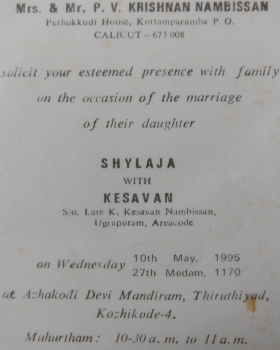 Mrs. & Mr. P. V. KRISHNAN NAMBISSAN
Puthukkudi House, Kottamparamba P. O.
CALICUT - 673 008
solicit your esteemed presence with family
on the occasion of the marriage
of their daughter
SHYLAJA
WITH
KESAVAN
S/o. Late K. Kesavan Nambissan,
Ugrapuram, Areacode
on Wednesday 10th May, 1995
27th Medam, 1170
at Azhakodi Devi Mandiram, Thiruthiyad,
Kozhikode-4.
Muhurtham: 10-30 a. m. to 11 a.m.